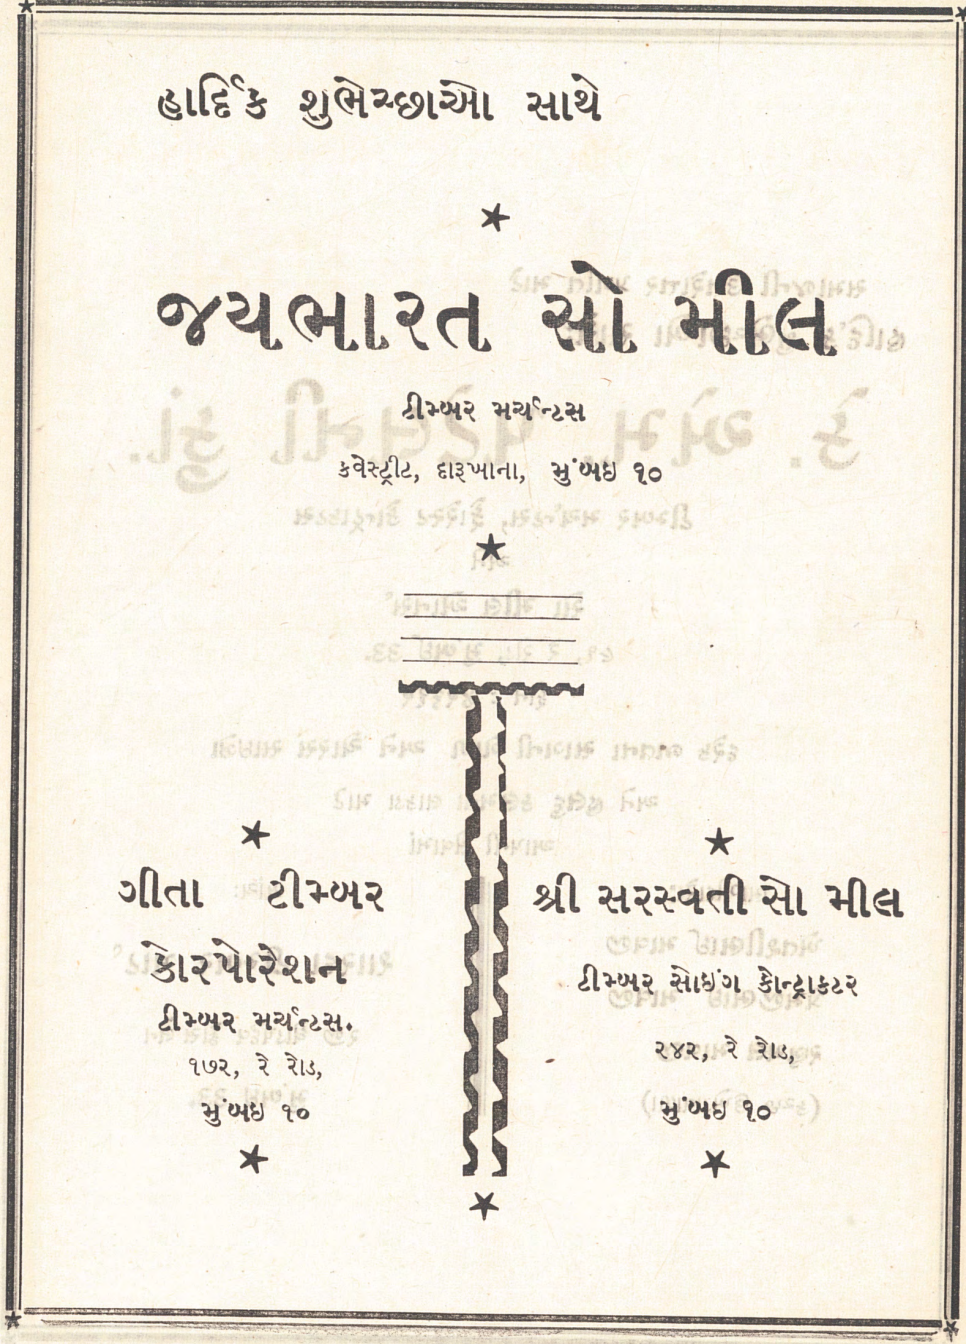 હાર્દિક શુભેચ્છાઓ સાથે
જયભારત સો મીલ
ટીમ્બર મર્ચન્ટસ
કવેસ્ટ્રીટ, દારૂખાના, મુંબઇ ૧૦
ગીતા ટીમ્બર
કોરપોરેશન
ટીમ્બર મર્ચન્ટસ.
૧૭૨, રે રોડ,
મુંબઇ ૧૦
શ્રી સરસ્વતી સો મીલ
ટીમ્બર સોઇંગ કોન્ટ્રાકટર
૨૪૨, રે રોડ,
મુંબઇ ૧૦